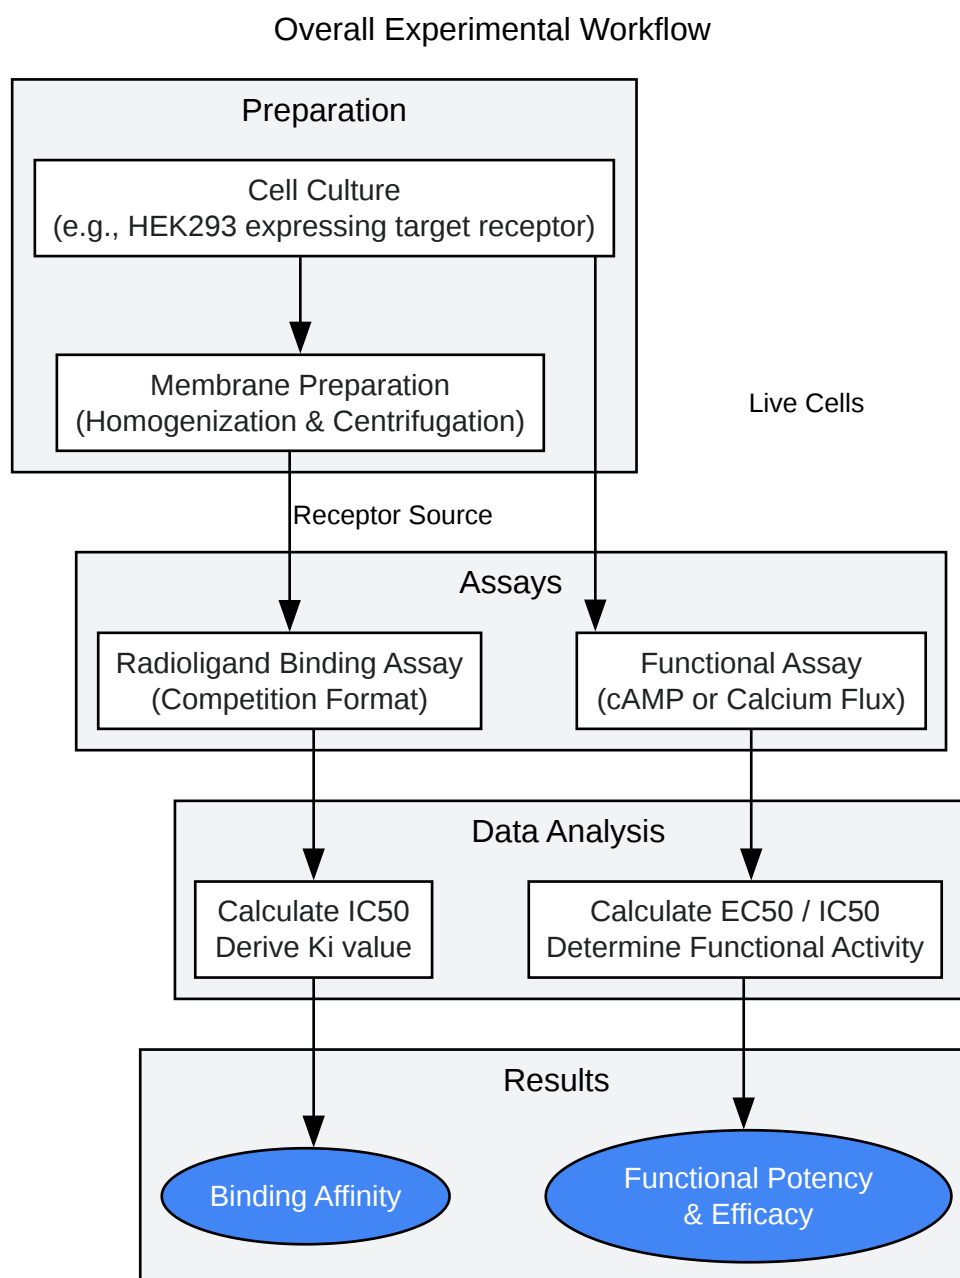 Overall Experimental Workflow
Preparation
Cell Culture
(e.g., HEK293 expressing target receptor)
Membrane Preparation
(Homogenization & Centrifugation)
Live Cells
Receptor Source
Assays
Radioligand Binding Assay
(Competition Format)
Functional Assay
(cAMP or Calcium Flux)
Data Analysis
Calculate IC50
Derive Ki value
Calculate EC50 / IC50
Determine Functional Activity
Results
Binding Affinity
Functional Potency
& Efficacy